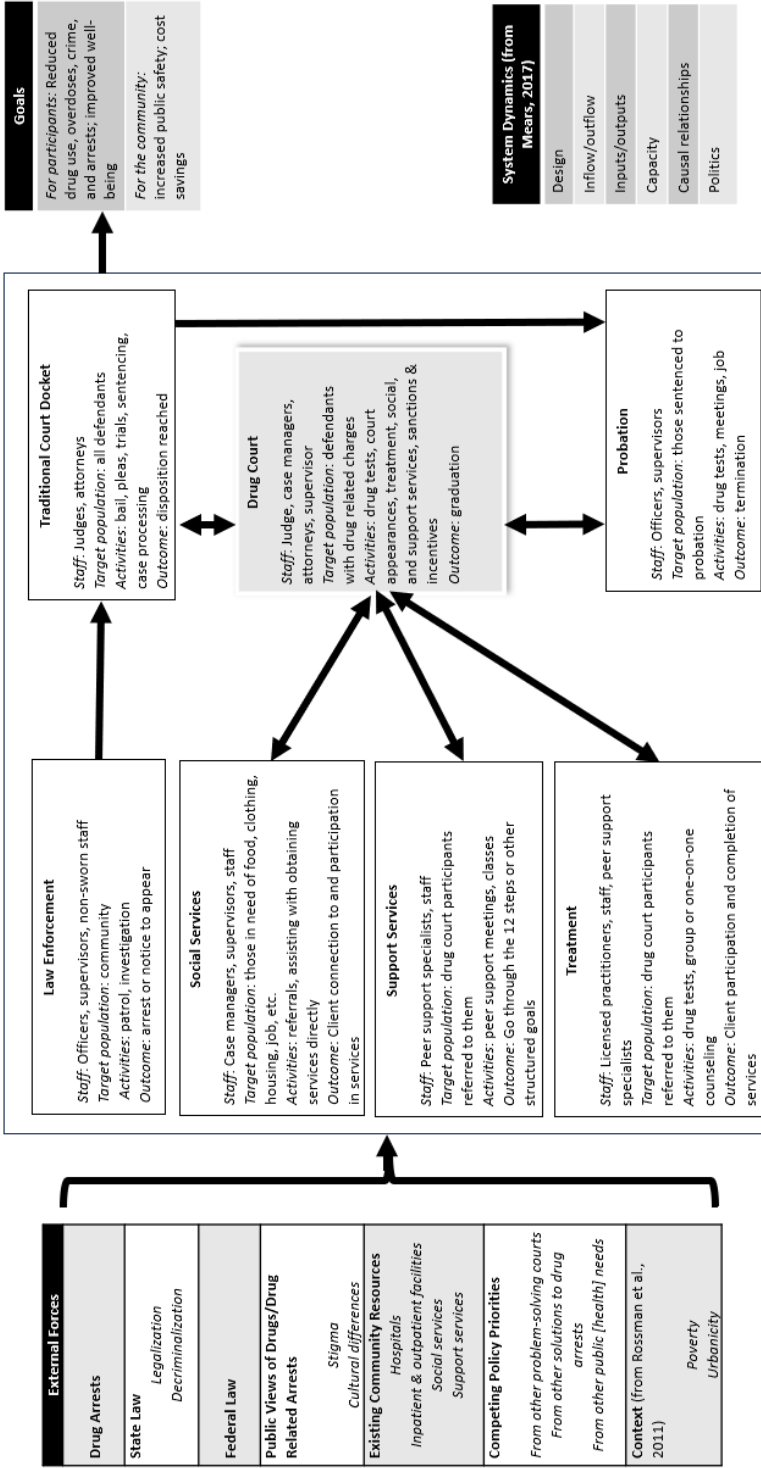 External Forces
Drug Arrests
State Law
Legalization
Decriminalization
Federal Law
Public Views of Drugs/Drug
Related Arrests
Stigma
Cultural differences
Existing Community Resources
Hospitals
Inpatient & outpatient facilities
Social services
Support services
Competing Policy Priorities
From other problem-solving courts
From other solutions to drug
arrests
From other public [health] needs
Context (from Rossman et al.,
2011)
Poverty
Urbanicity
Law Enforcement
Staff: Officers, supervisors, non-sworn staff
Target population: community
Activities: patrol, investigation
Outcome: arrest or notice to appear
Social Services
Staff: Case managers, supervisors, staff
Target population: those in need of food, clothing,
housing, job, etc.
Activities: referrals, assisting with obtaining
services directly
Outcome: Client connection to and participation
in services
Support Services
Staff: Peer support specialists, staff
Target population: drug court participants
referred to them
Activities: peer support meetings, classes
Outcome: Go through the 12 steps or other
structured goals
Treatment
Staff: Licensed practitioners, staff, peer support
specialists
Target population: drug court participants
referred to them
Activities: drug tests, group or one-on-one
counseling
Outcome: Client participation and completion of
services
Traditional Court Docket
Staff: Judges, attorneys
Target population: all defendants
Activities: bail, pleas, trials, sentencing,
case processing
Outcome: disposition reached
Drug Court
Staff: Judge, case managers,
attorneys, supervisor
Target population: defendants
with drug related charges
Activities: drug tests, court
appearances, treatment, social,
and support services, sanctions &
incentives
Outcome: graduation
Probation
Staff: Officers, supervisors
Target population: those sentenced to
probation
Activities: drug tests, meetings, job
Outcome: termination
Goals
For participants: Reduced
drug use, overdoses, crime,
and arrests; improved well-
being
For the community:
increased public safety; cost
savings
System Dynamics (from
Mears, 2017)
Design
Inflow/outflow
Inputs/outputs
Capacity
Causal relationships
Politics